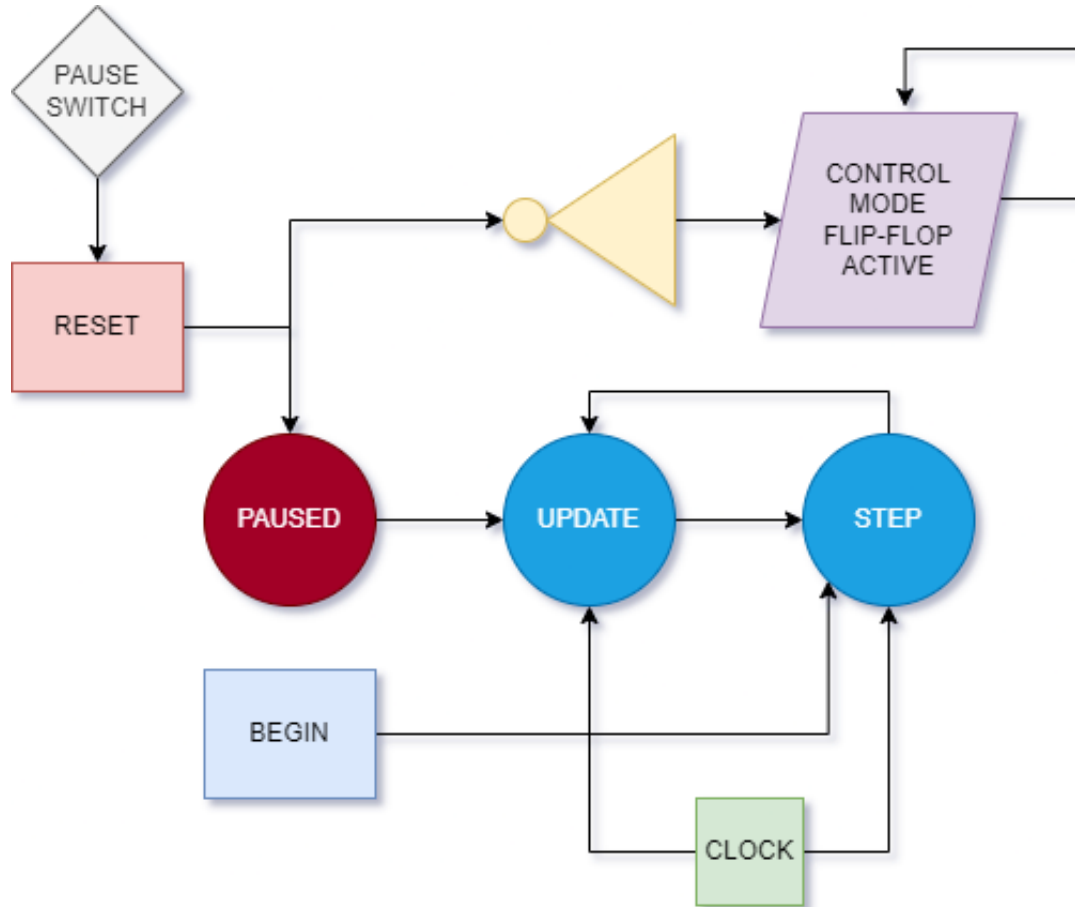 PAUSE
SWITCH
CONTROL
MODE
FLIP-FLOP
ACTIVE
RESET
PAUSED
UPDATE
STEP
BEGIN
CLOCK